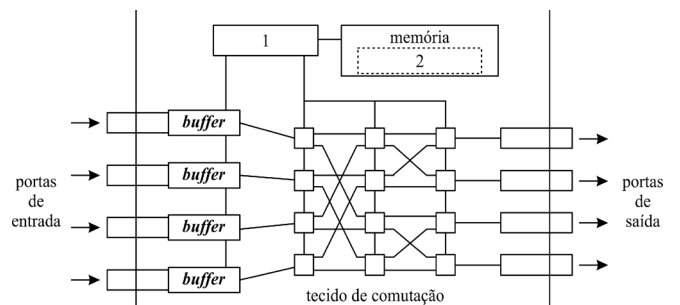 1
memória
2
buffer
buffer
buffer
buffer
portas
de
entrada
portas
de
saída
tecido de comutação